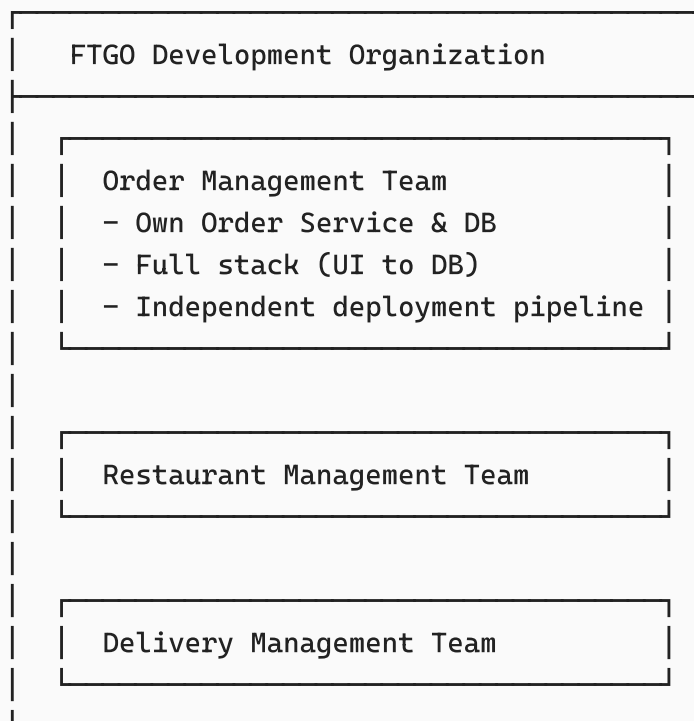 FTGO Development Organization
Order Management Team
- Own Order Service & DB
- Full stack (UI to DB)
- Independent deployment pipeline
Restaurant Management Team
Delivery Management Team